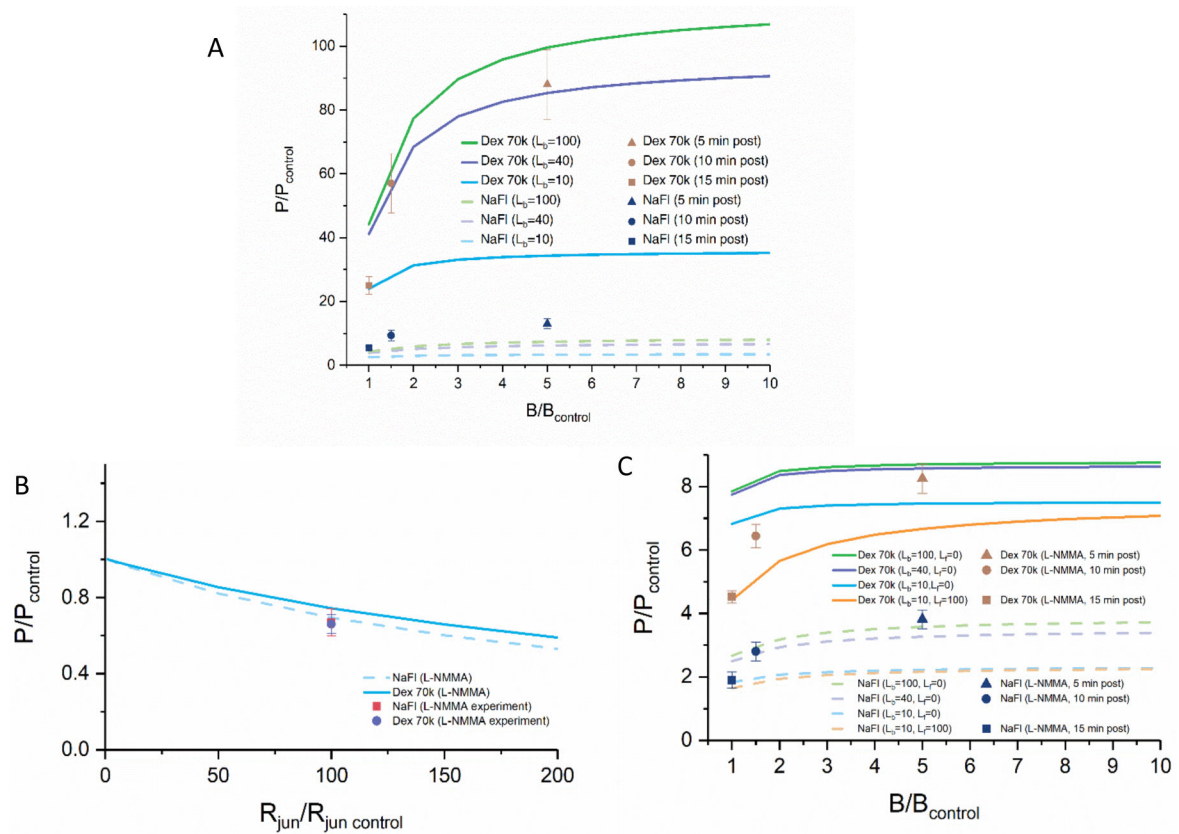 A
P/Pcontrol
100
80
60
40
20
0
Dex 70k (Lb=100)
Dex 70k (Lb=40)
Dex 70k (Lb=10)
NaFl (Lb=100)
NaFl (Lb=40)
NaFl (Lb=10)
Dex 70k (5 min post)
Dex 70k (10 min post)
Dex 70k (15 min post)
NaFl (5 min post)
NaFl (10 min post)
NaFl (15 min post)
1 2 3 4 5 6 7 8 9 10
B/Bcontrol
B
P/Pcontrol
1.2
0.8
0.4
0.0
NaFl (L-NMMA)
Dex 70k (L-NMMA)
NaFl (L-NMMA experiment)
Dex 70k (L-NMMA experiment)
0 50 100 150 200
Rjun/Rjun control
C
P/Pcontrol
8
6
4
2
0
Dex 70k (Lb=100, Lf=0)
Dex 70k (Lb=40, Lf=0)
Dex 70k (Lb=10,Lf=0)
Dex 70k (Lb=10, Lf=100)
Dex 70k (L-NMMA, 5 min post)
Dex 70k (L-NMMA, 10 min post)
Dex 70k (L-NMMA, 15 min post)
NaFl (Lb=100, Lf=0)
NaFl (Lb=40, Lf=0)
NaFl (Lb=10, Lf=0)
NaFl (Lb=10, Lf=100)
NaFl (L-NMMA, 5 min post)
NaFl (L-NMMA, 10 min post)
NaFl (L-NMMA, 15 min post)
1 2 3 4 5 6 7 8 9 10
B/Bcontrol